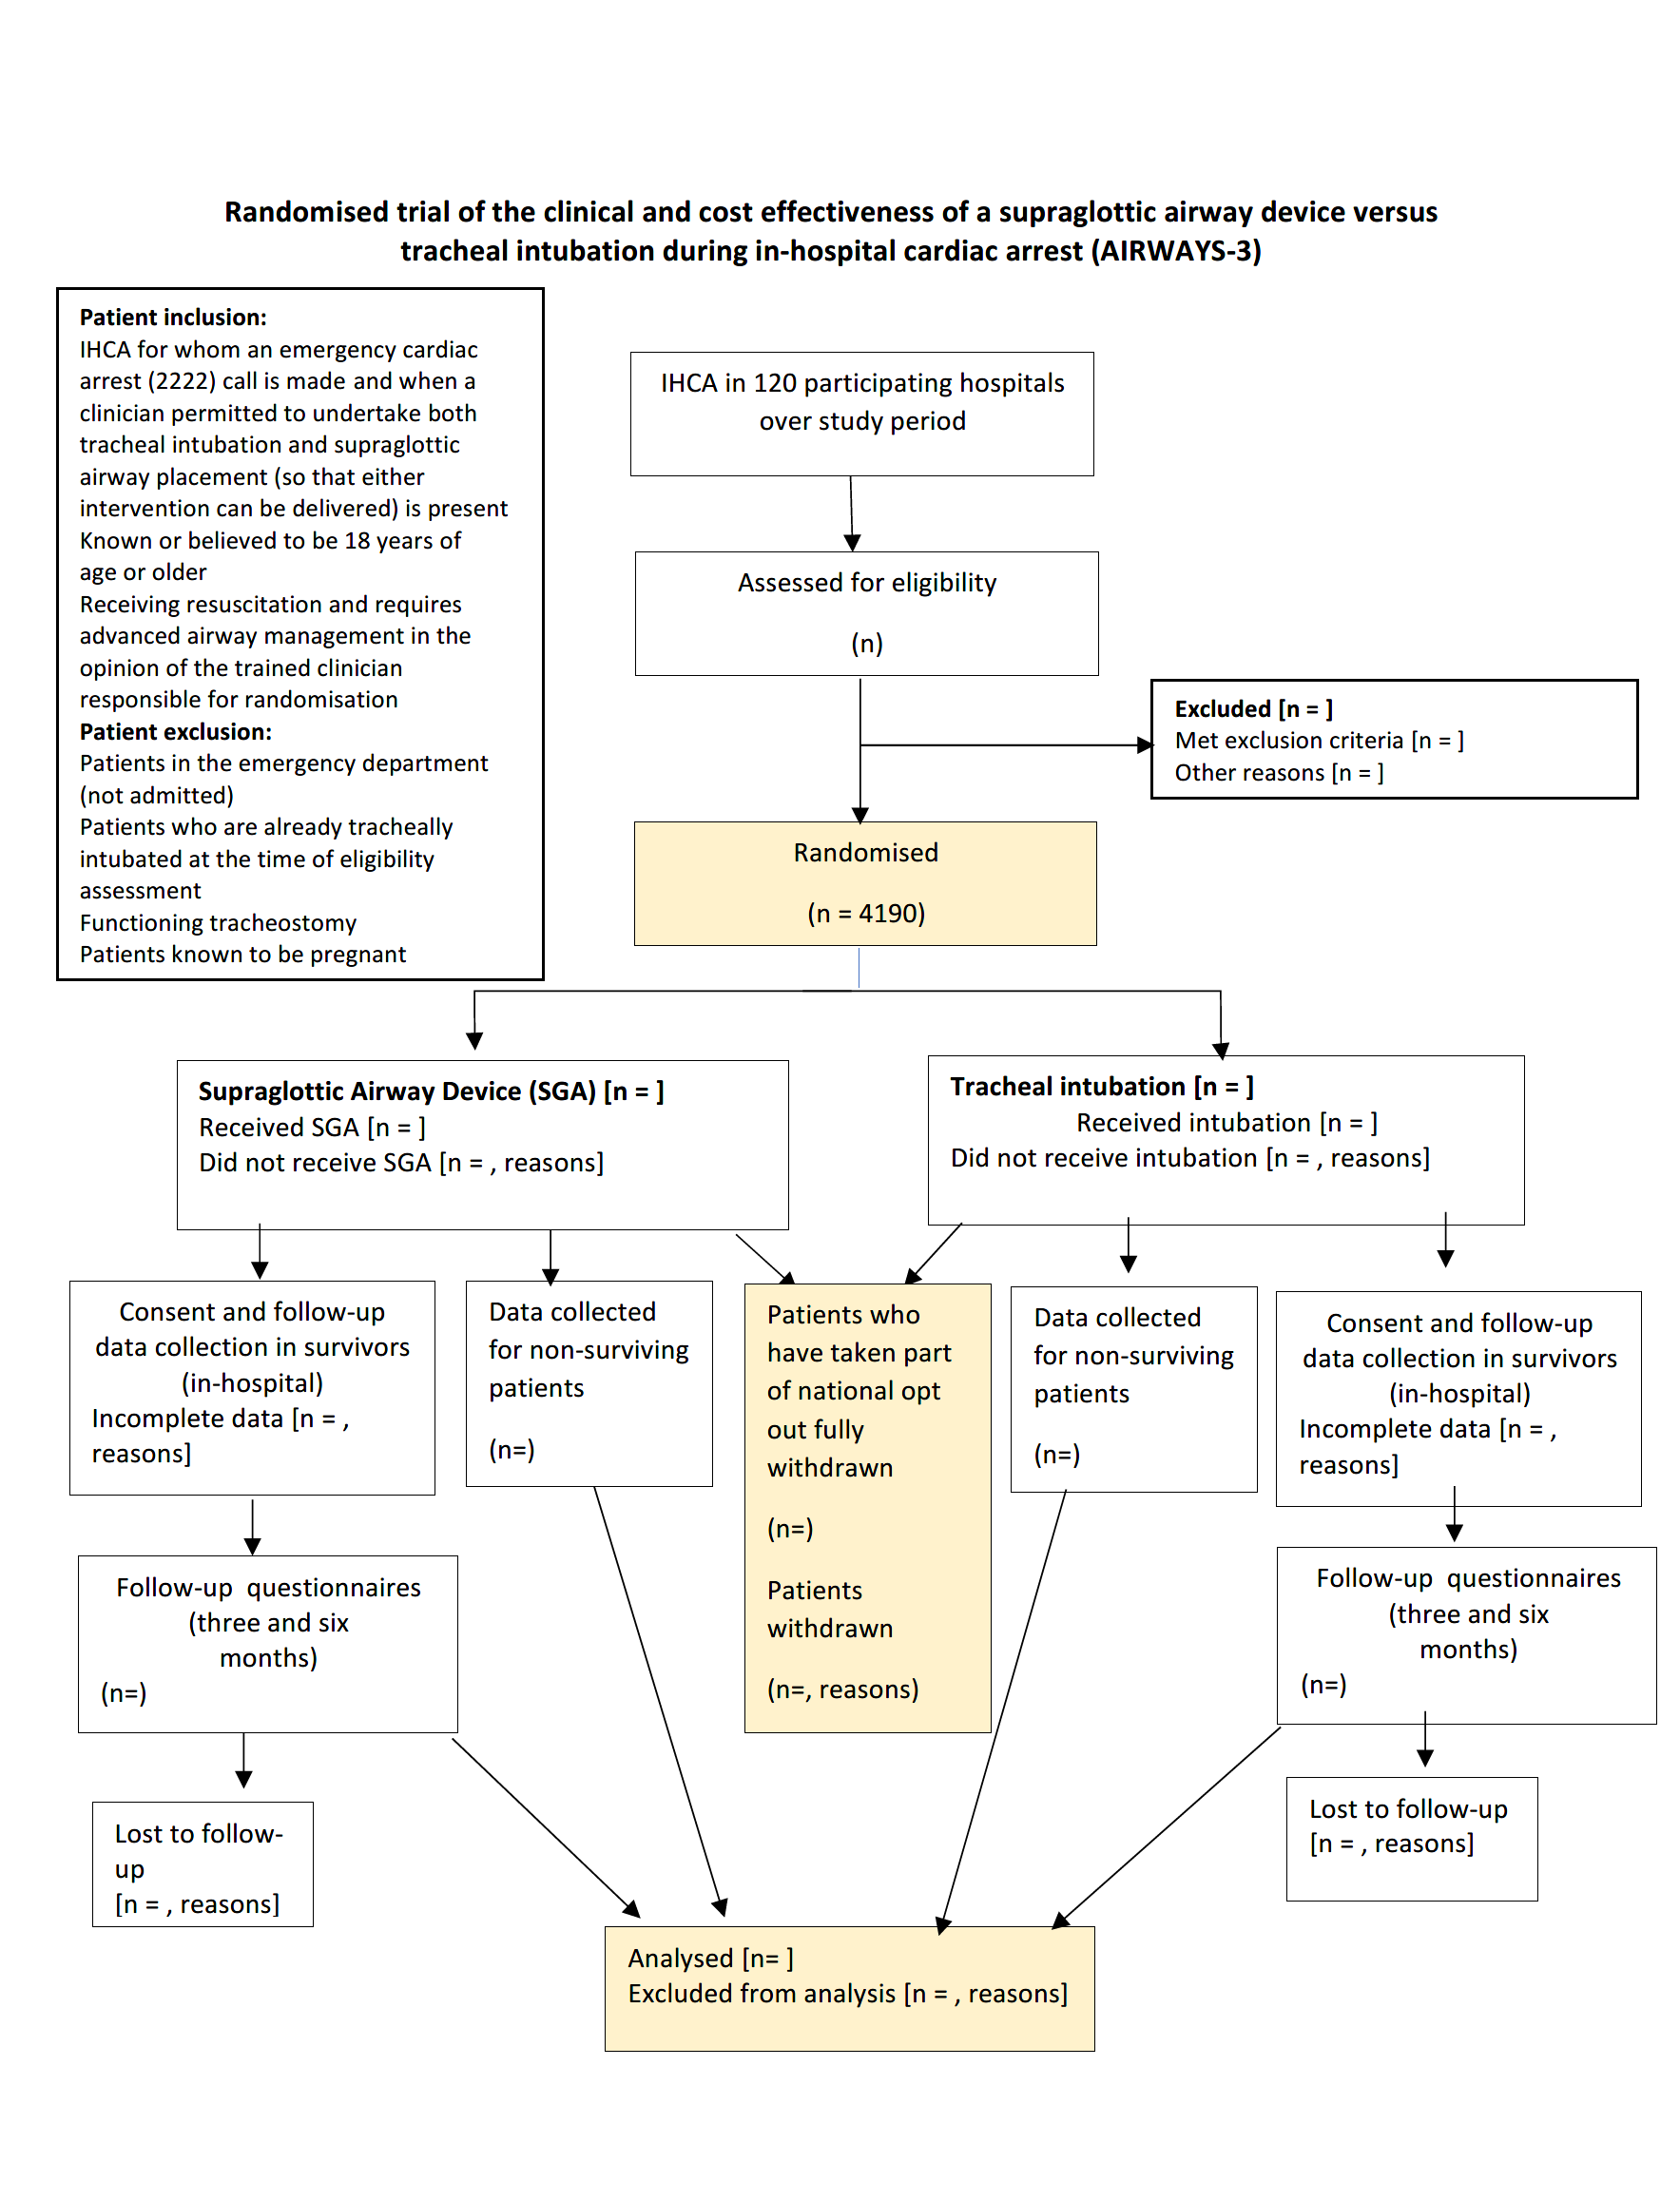 Randomised trial of the clinical and cost effectiveness of a supraglottic airway device versus
tracheal intubation during in-hospital cardiac arrest (AIRWAYS-3)
Patient inclusion:
IHCA for whom an emergency cardiac
arrest (2222) call is made and when a
clinician permitted to undertake both
tracheal intubation and supraglottic
airway placement (so that either
intervention can be delivered) is present
Known or believed to be 18 years of
age or older
Receiving resuscitation and requires
advanced airway management in the
opinion of the trained clinician
responsible for randomisation
Patient exclusion:
Patients in the emergency department
(not admitted)
Patients who are already tracheally
intubated at the time of eligibility
assessment
Functioning tracheostomy
Patients known to be pregnant
IHCA in 120 participating hospitals
over study period
Assessed for eligibility
(n)
Excluded [n = ]
Met exclusion criteria [n = ]
Other reasons [n = ]
Randomised
(n = 4190)
Supraglottic Airway Device (SGA) [n = ]
Received SGA [n = ]
Did not receive SGA [n = , reasons]
Tracheal intubation [n = ]
Received intubation [n = ]
Did not receive intubation [n = , reasons]
Consent and follow-up
data collection in survivors
(in-hospital)
Incomplete data [n = ,
reasons]
Data collected
for non-surviving
patients
(n=)
Patients who
have taken part
of national opt
out fully
withdrawn
(n=)
Patients
withdrawn
(n=, reasons)
Data collected
for non-surviving
patients
(n=)
Consent and follow-up
data collection in survivors
(in-hospital)
Incomplete data [n = ,
reasons]
Follow-up  questionnaires
(three and six
months)
(n=)
Follow-up  questionnaires
(three and six
months)
(n=)
Lost to follow-
up
[n = , reasons]
Lost to follow-up
[n = , reasons]
Analysed [n= ]
Excluded from analysis [n = , reasons]